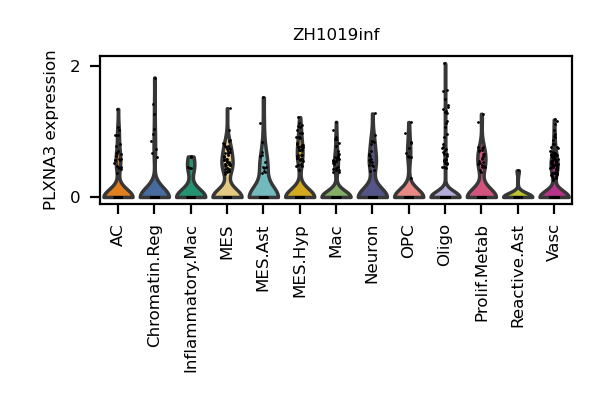 ZH1019inf
PLXNA3 expression
2
0
AC
Chromatin.Reg
Inflammatory.Mac
MES
MES.Ast
MES.Hyp
Mac
Neuron
OPC
Oligo
Prolif.Metab
Reactive.Ast
Vasc